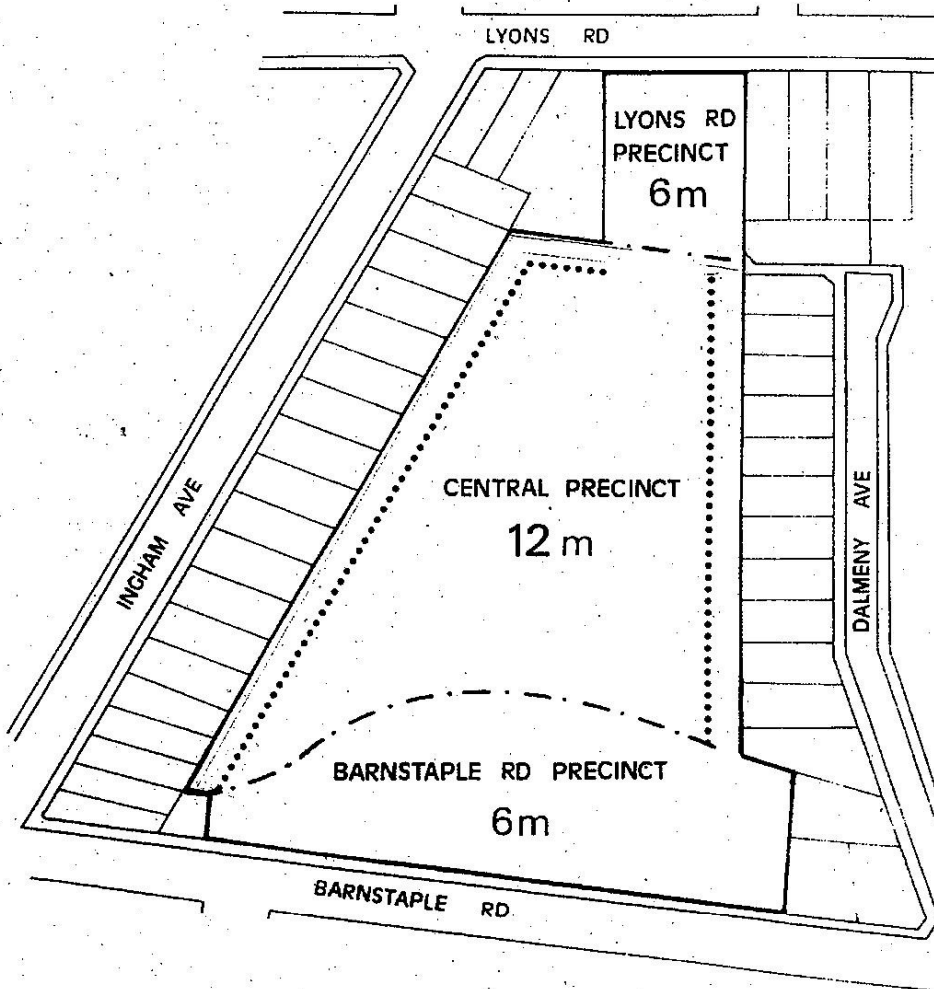 LYONS RD
LYONS RD
PRECINCT
6m
CENTRAL PRECINCT
12 m
INGHAM AVE
DALMENY AVE
BARNSTAPLE RD PRECINCT
6m
BARNSTAPLE RD